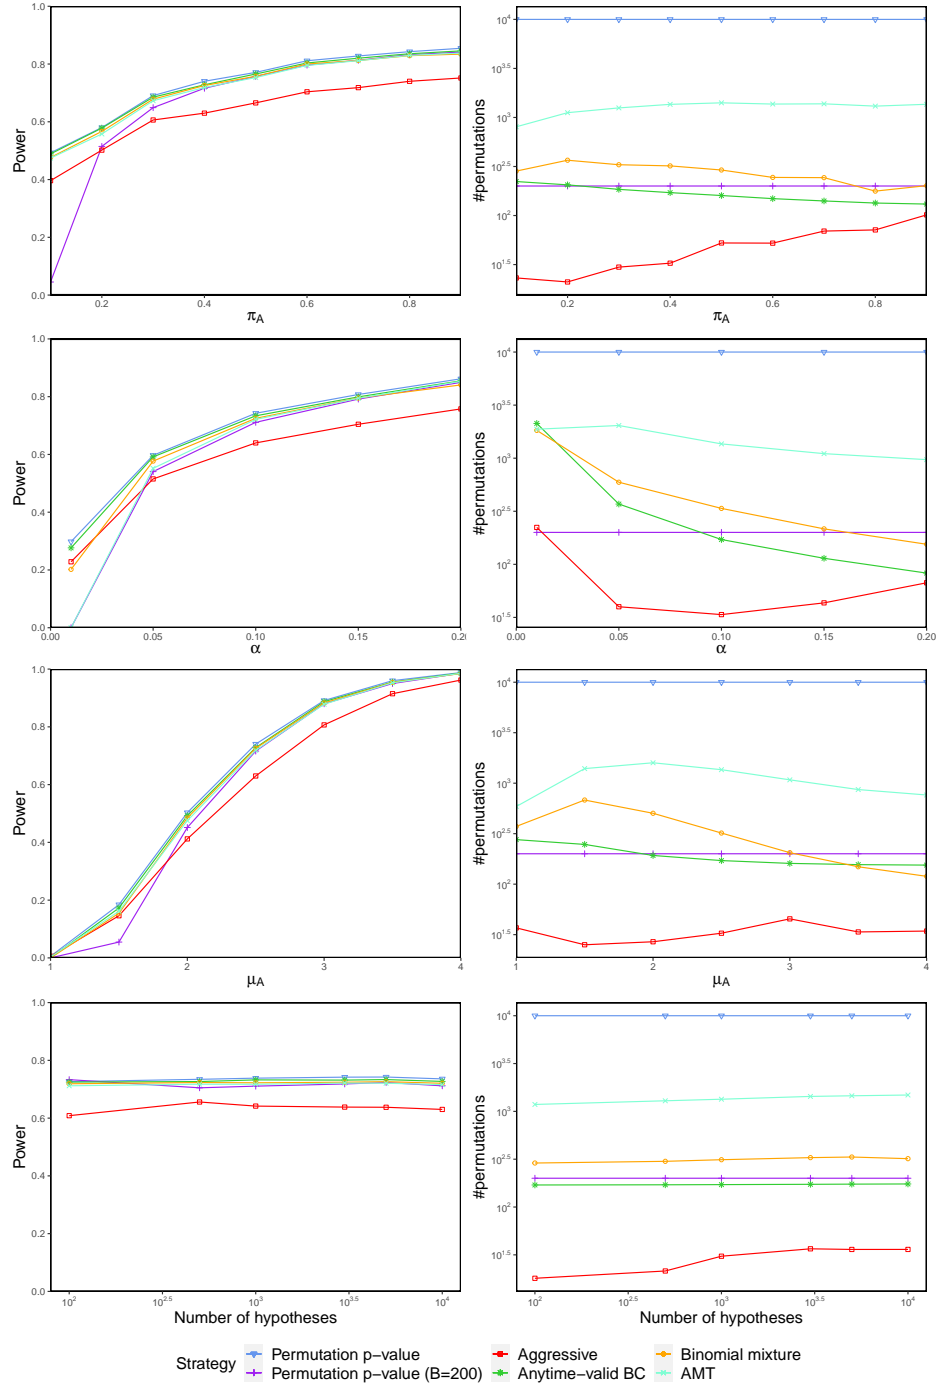 1.0
0.8
0.6
0.4
0.2
0.0
Power
0.2 0.4 0.6 0.8
πA
10^4
10^3
10^2.5
10^2
10^1.5
#permutations
0.2 0.4 0.6 0.8
πA
1.0
0.8
0.6
0.4
0.2
0.0
Power
0.00 0.05 0.10 0.15 0.20
α
10^4
10^3.5
10^3
10^2.5
10^2
10^1.5
#permutations
0.00 0.05 0.10 0.15 0.20
α
1.0
0.8
0.6
0.4
0.2
0.0
Power
1 2 3 4
μA
10^4
10^3.5
10^3
10^2.5
10^2
10^1.5
#permutations
1 2 3 4
μA
1.0
0.8
0.6
0.4
0.2
0.0
Power
10^2 10^2.5 10^3 10^3.5 10^4
Number of hypotheses
10^4
10^3.5
10^3
10^2.5
10^2
10^1.5
#permutations
10^2 10^2.5 10^3 10^3.5 10^4
Number of hypotheses
Strategy
Permutation p−value Aggressive Binomial mixture
Permutation p−value (B=200) Anytime−valid BC AMT